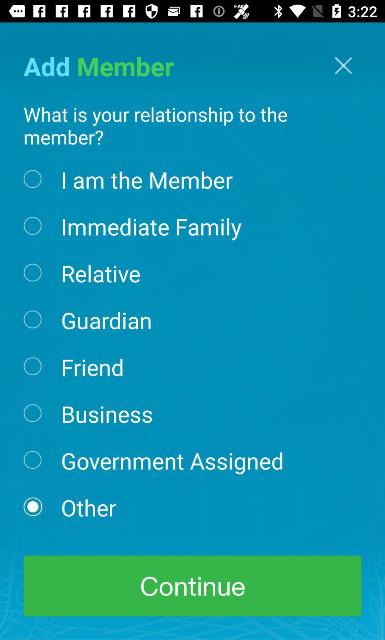 3:22
Add Member
What is your relationship to the
member?
I am the Member
Immediate Family
Relative
Guardian
Friend
Business
Government Assigned
Other
Continue